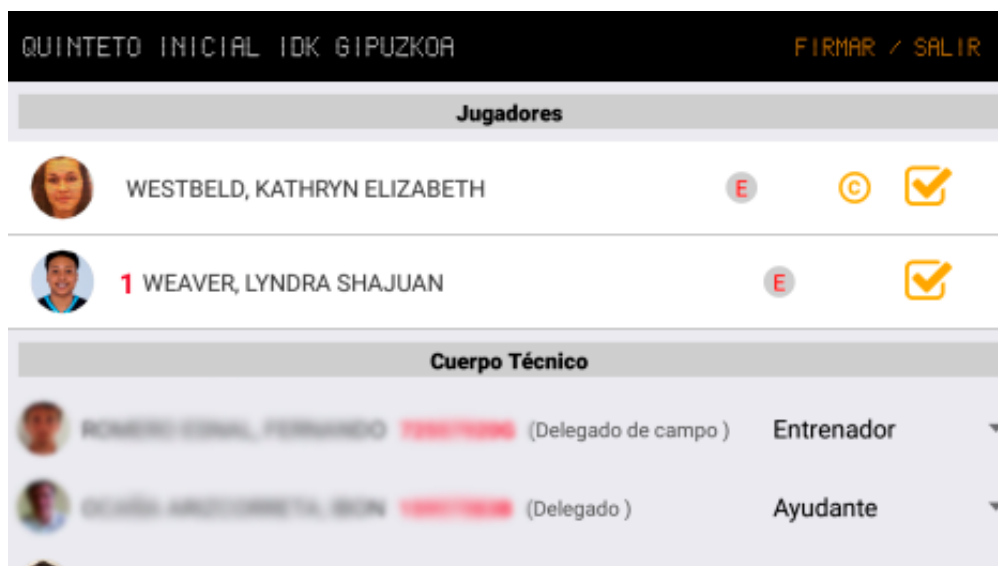 QUINTETO INICIAL IDK GIPUZKOA FIRMAR / SALIR
Jugadores
WESTBELD, KATHRYN ELIZABETH E C
1 WEAVER, LYNDRA SHAJUAN E
Cuerpo Técnico
(Delegado de campo ) Entrenador
(Delegado ) Ayudante